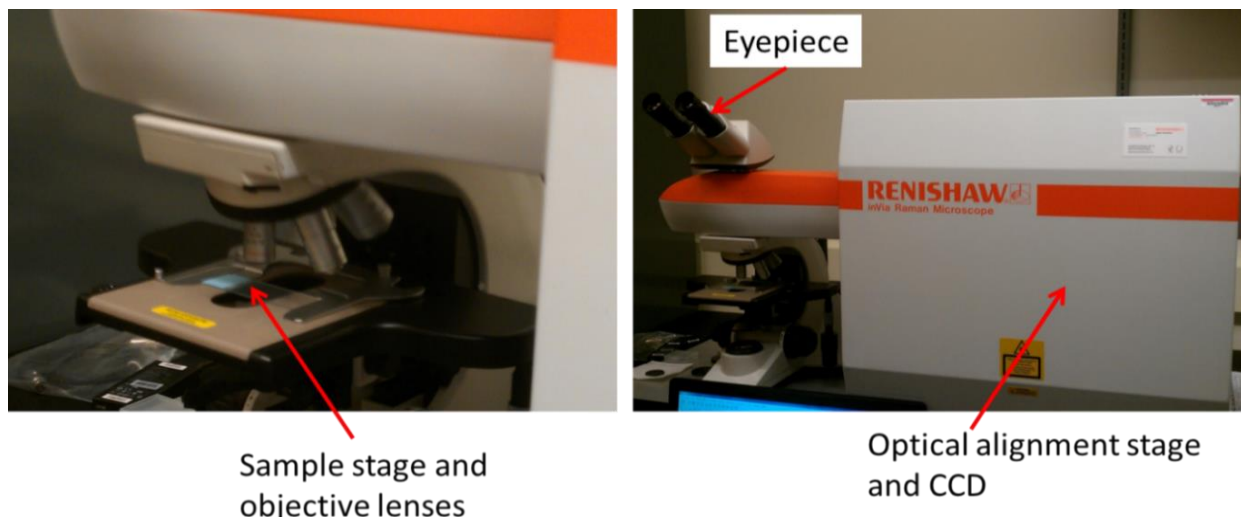 Eyepiece
RENISHAW
inVia Raman Microscope
Sample stage and
objective lenses
Optical alignment stage
and CCD